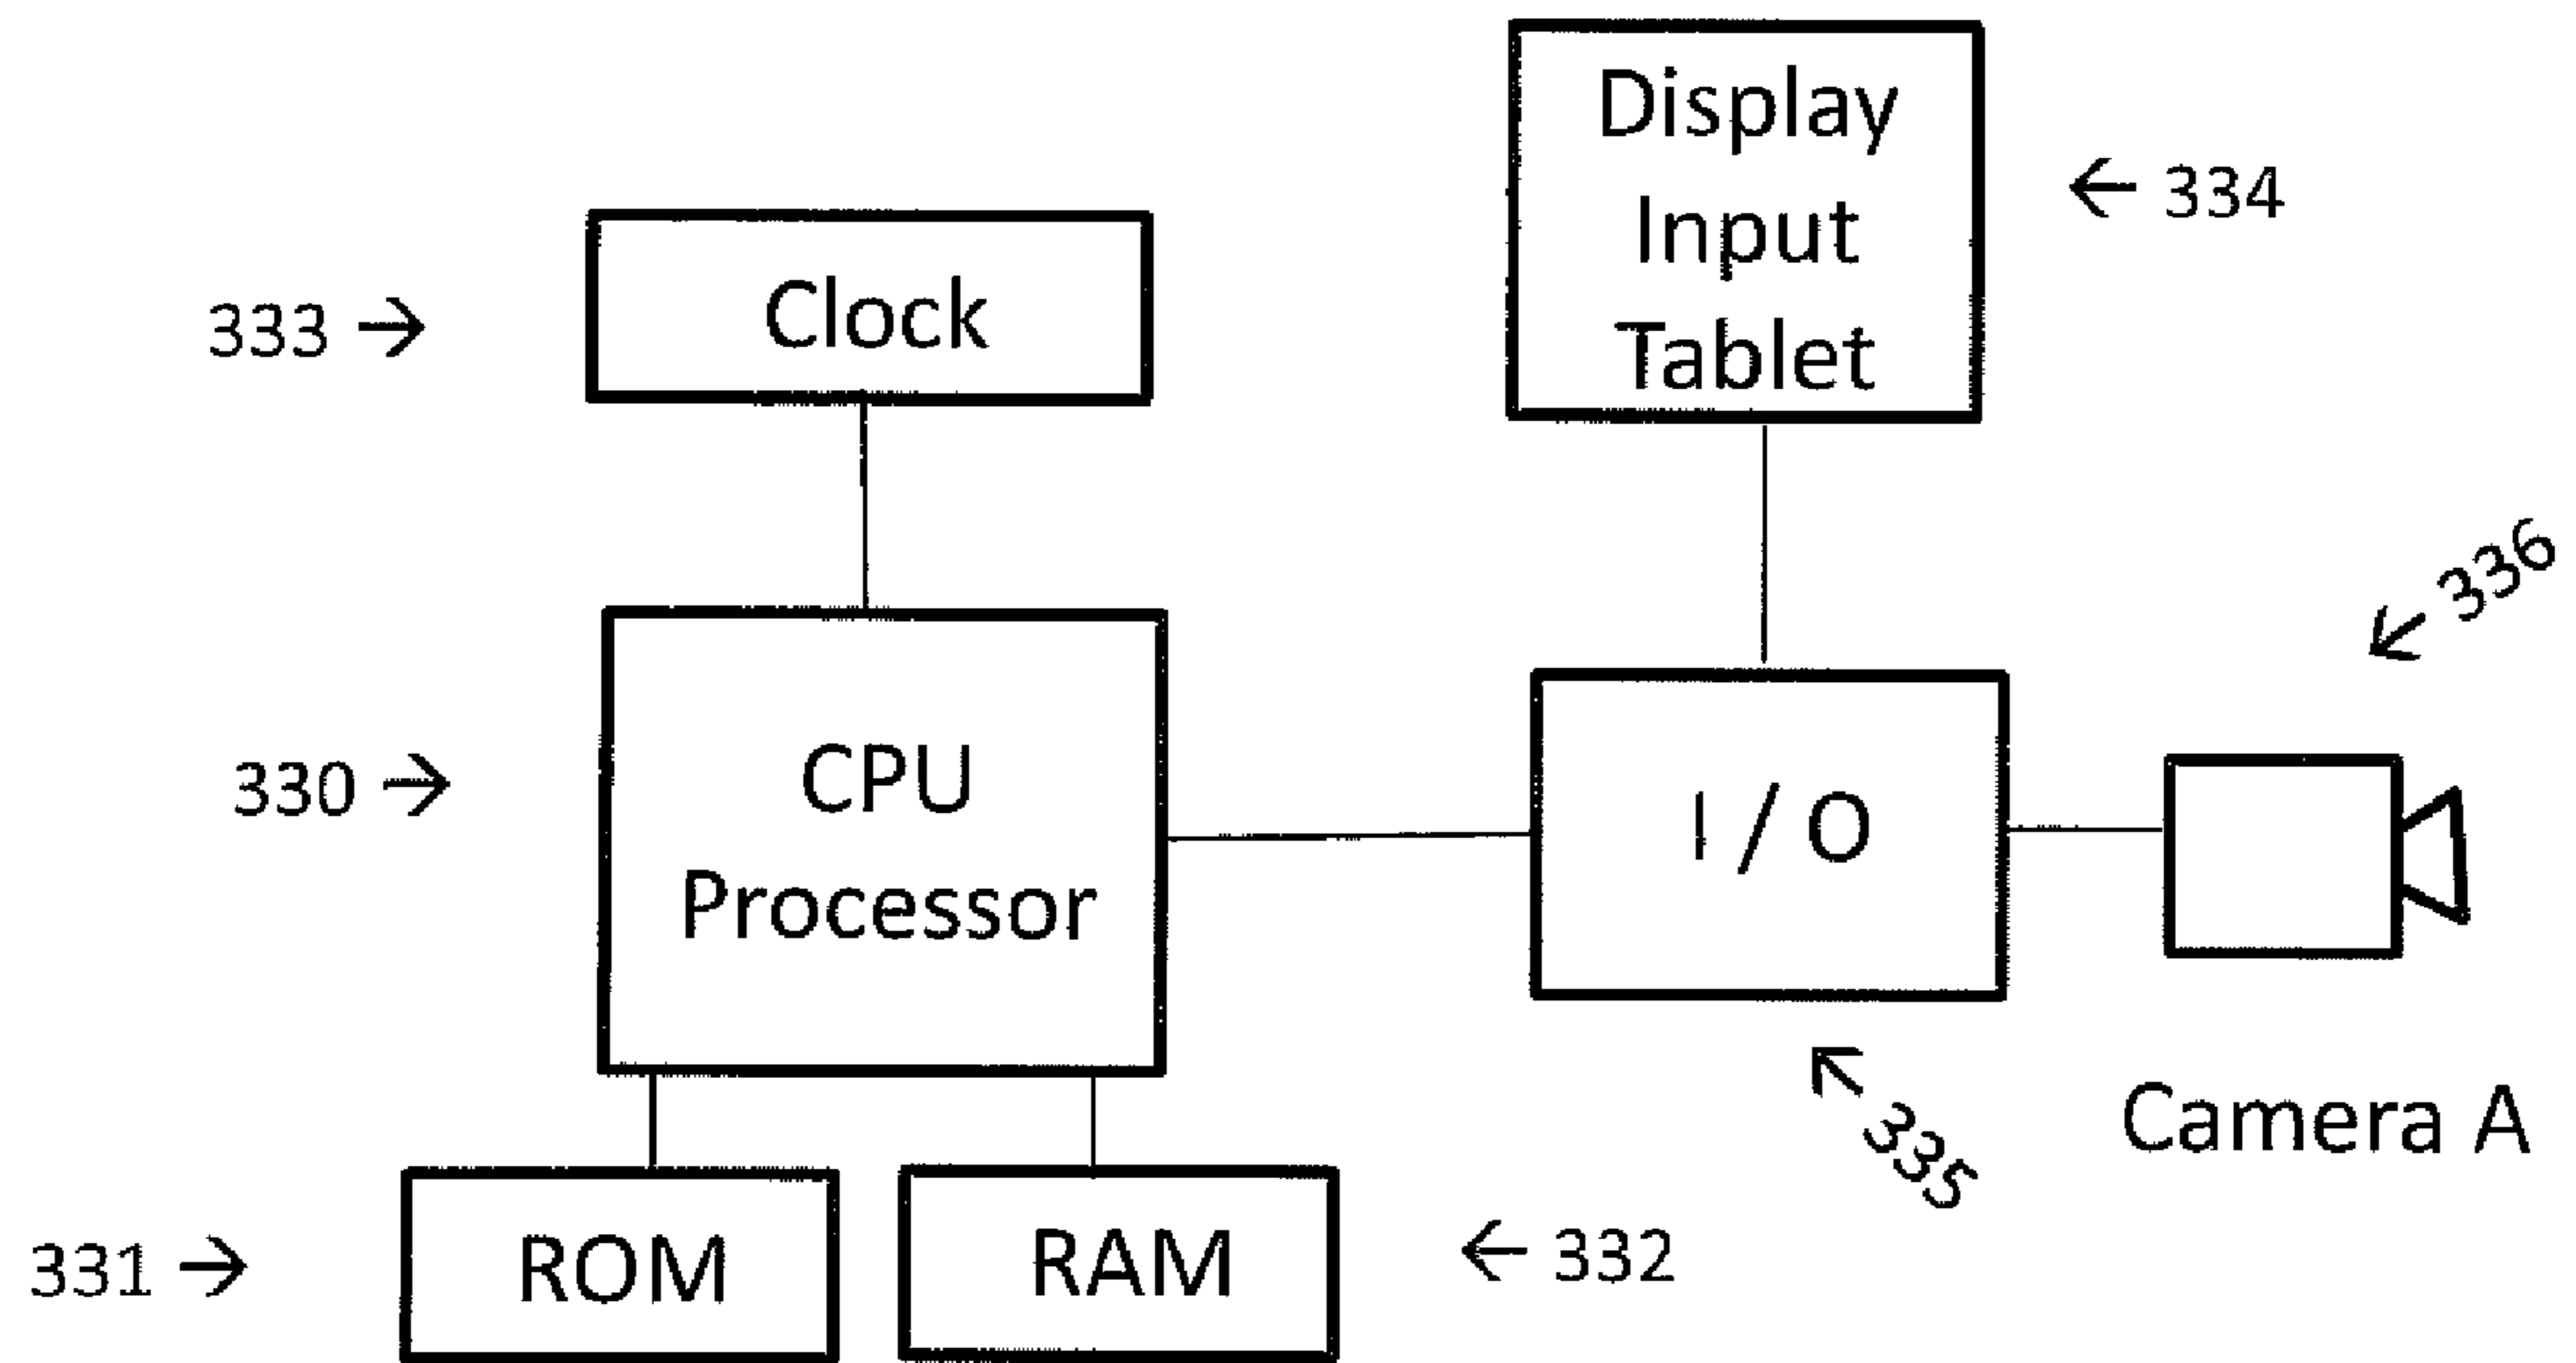 Display
Input
Tablet
← 334
333 →
Clock
336
←
330 →
CPU
Processor
I / O
←
335
Camera A
331 →
ROM
RAM
← 332